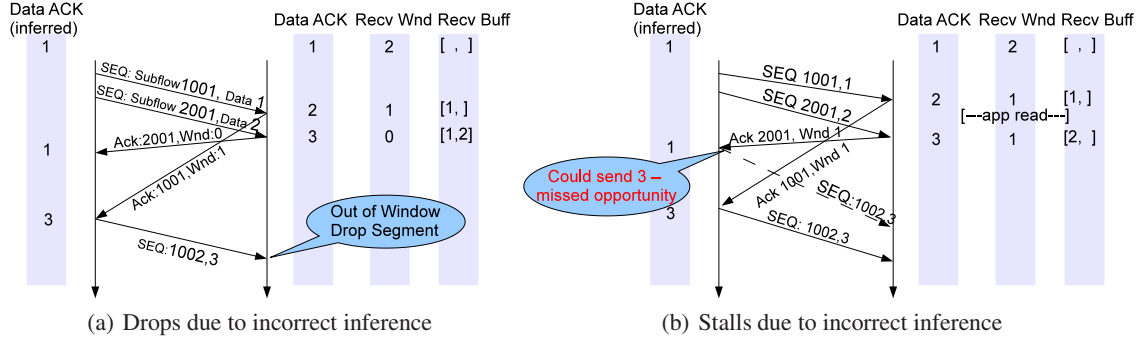 Data ACK
(inferred)
Data ACK Recv Wnd Recv Buff
1
1 2 [ , ]
SEQ: Subflow 1001, Data 1
SEQ: Subflow 2001, Data 2
2 1 [1, ]
Ack:2001,Wnd:0
3 0 [1,2]
1
Ack:1001,Wnd:1
3
Out of Window
Drop Segment
SEQ:1002,3
(a) Drops due to incorrect inference
Data ACK
(inferred)
Data ACK Recv Wnd Recv Buff
1
1 2 [ , ]
SEQ 1001,1
SEQ 2001,2
2 1 [1, ]
[---app read---]
Ack 2001, Wnd 1
3 1 [2, ]
1
Could send 3 –
missed opportunity
Ack 1001,Wnd 1
SEQ:1002,3
3
SEQ: 1002,3
(b) Stalls due to incorrect inference